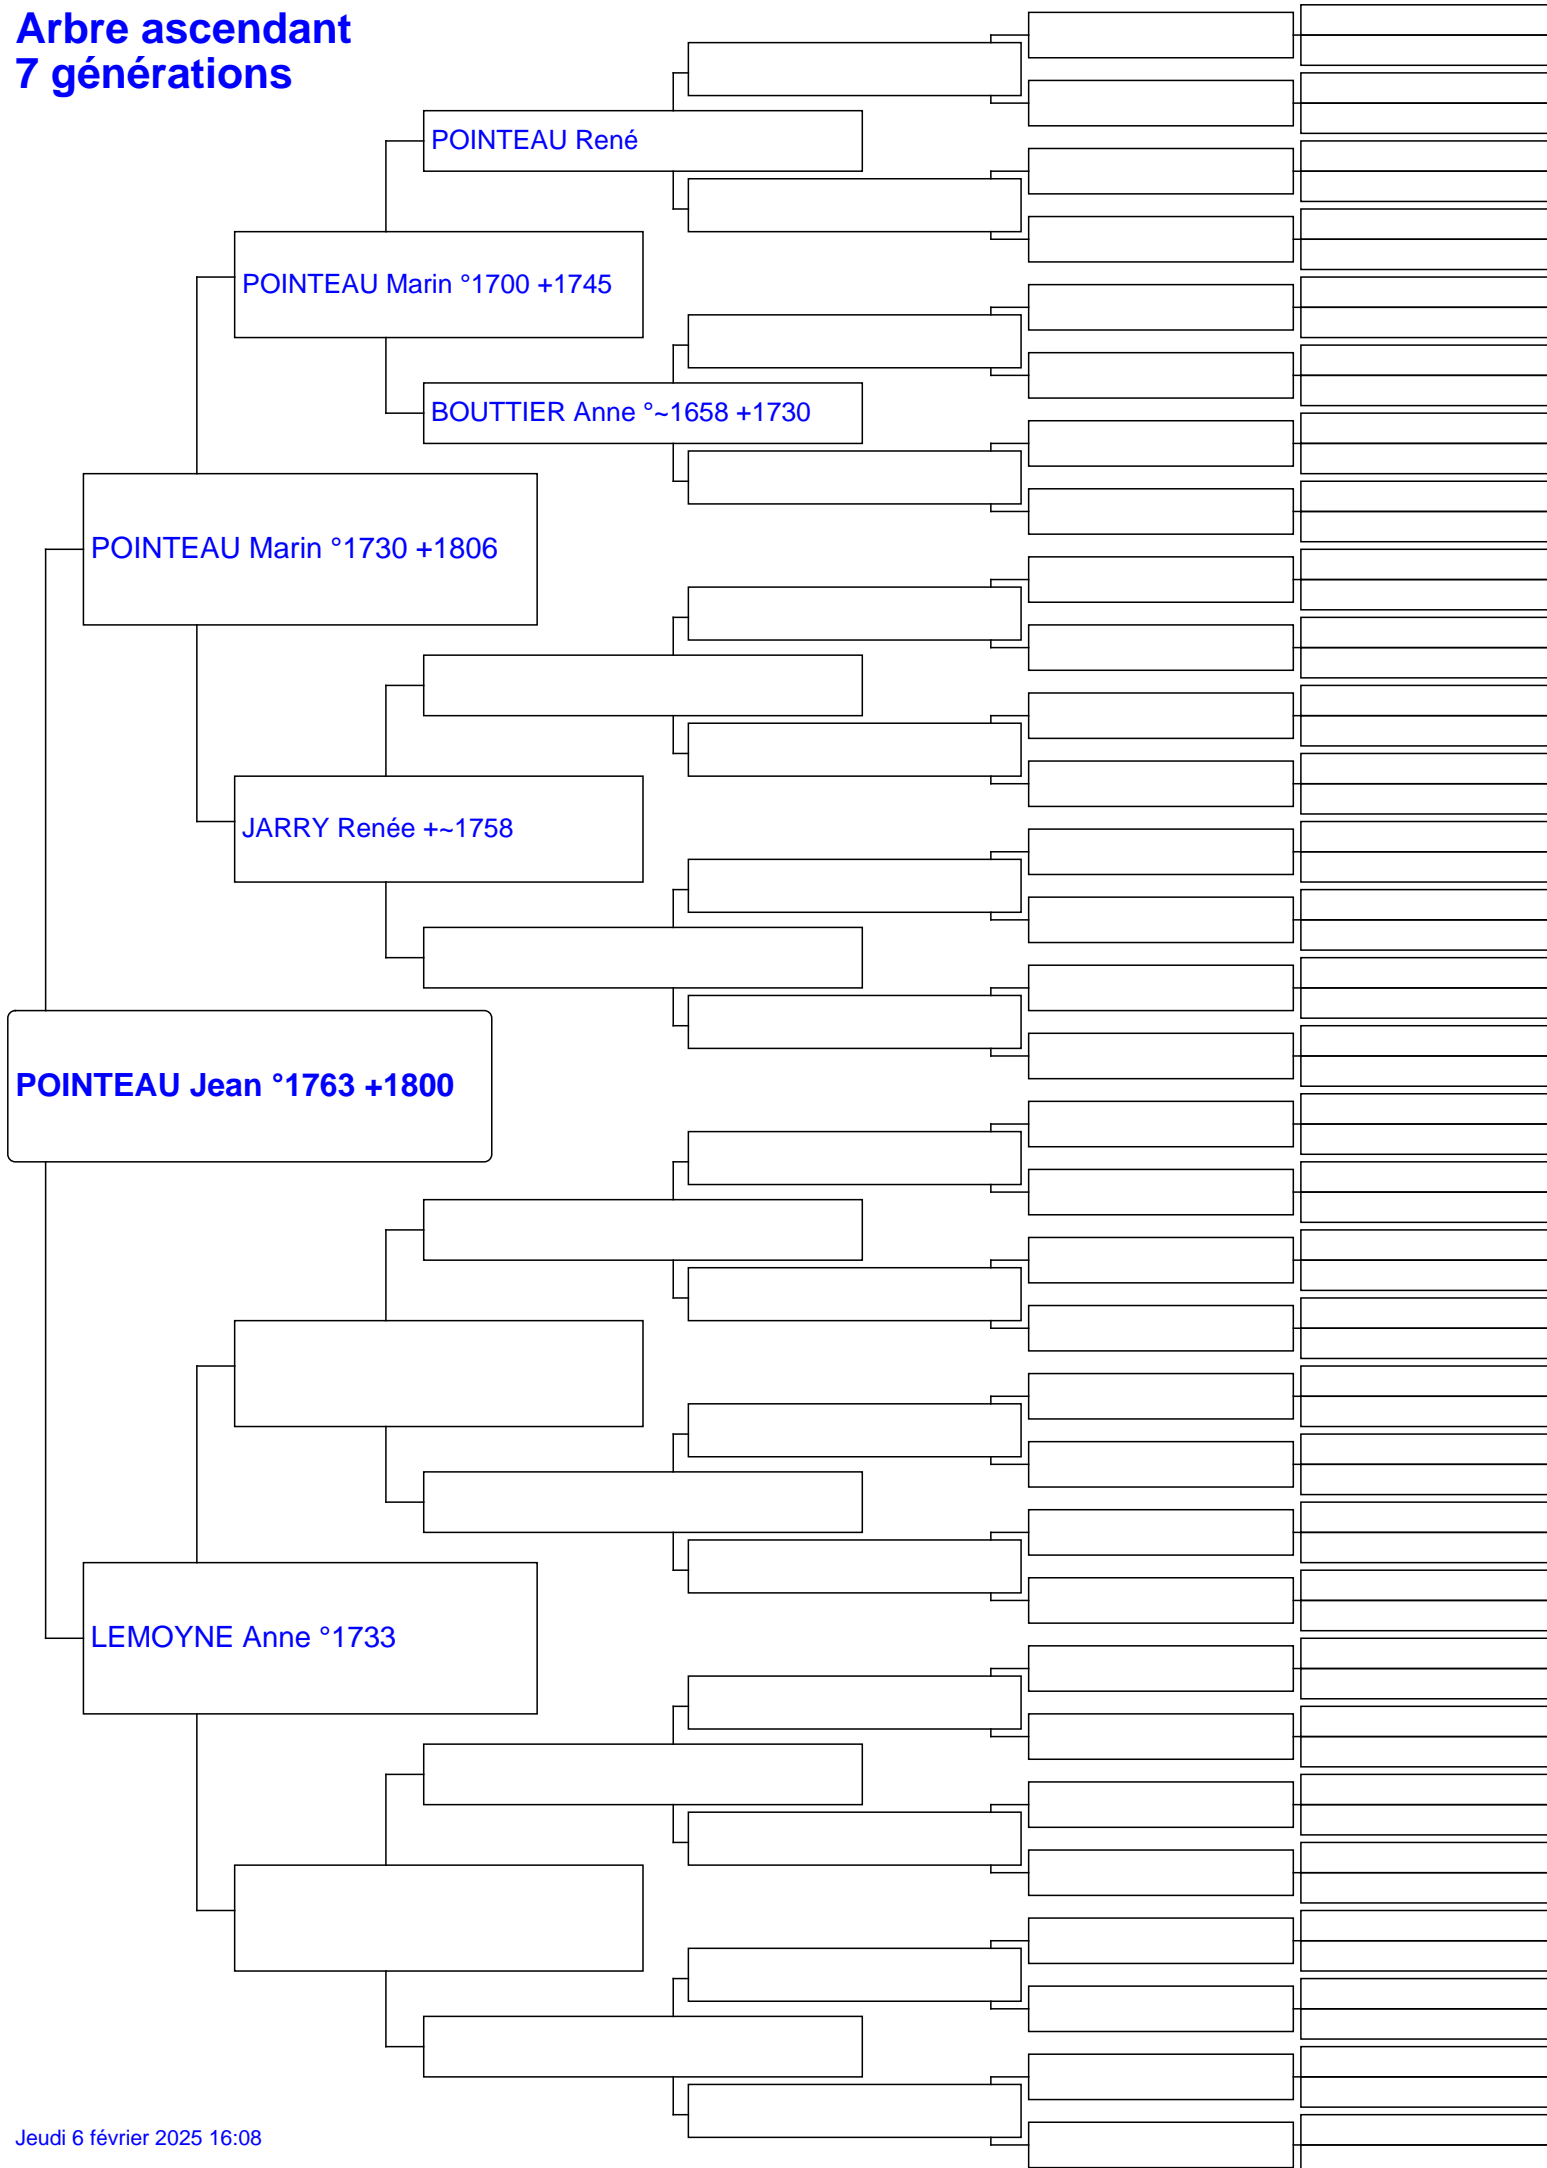 Arbre ascendant
7 générations
POINTEAU René
POINTEAU Marin °1700 +1745
BOUTTIER Anne °~1658 +1730
POINTEAU Marin °1730 +1806
JARRY Renée +~1758
POINTEAU Jean °1763 +1800
LEMOYNE Anne °1733
Jeudi 6 février 2025 16:08